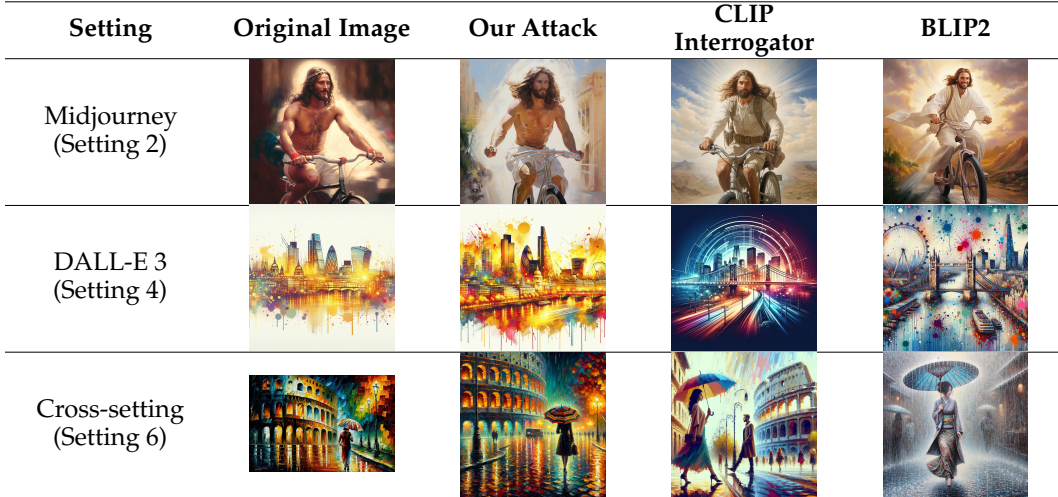 Setting Original Image Our Attack CLIP Interrogator BLIP2
Midjourney
(Setting 2)
DALL-E 3
(Setting 4)
Cross-setting
(Setting 6)